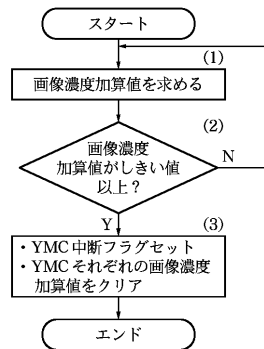 スタート
(1)
画像濃度加算値を求める
(2)
画像濃度
加算値がしきい値
以上?
N
Y
(3)
・YMC中断フラグセット
・YMCそれぞれの画像濃度
加算値をクリア
エンド